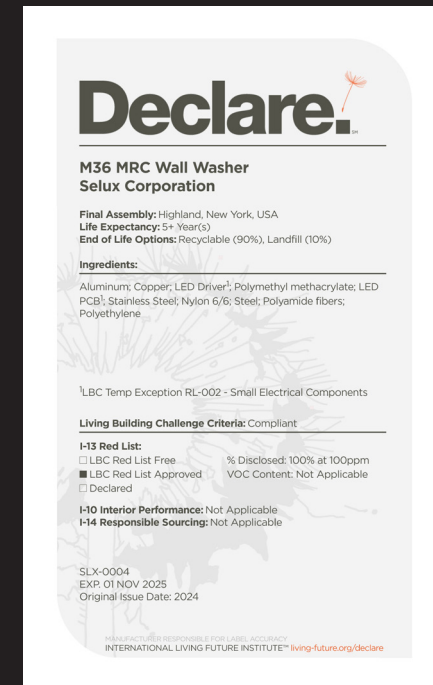 Declare.
SM
M36 MRC Wall Washer
Selux Corporation
Final Assembly: Highland, New York, USA
Life Expectancy: 5+ Year(s)
End of Life Options: Recyclable (90%), Landfill (10%)
Ingredients:
Aluminum; Copper; LED Driver¹; Polymethyl methacrylate; LED
PCB¹; Stainless Steel; Nylon 6/6; Steel; Polyamide fibers;
Polyethylene
¹LBC Temp Exception RL-002 - Small Electrical Components
Living Building Challenge Criteria: Compliant
I-13 Red List:
☐ LBC Red List Free % Disclosed: 100% at 100ppm
■ LBC Red List Approved VOC Content: Not Applicable
☐ Declared
I-10 Interior Performance: Not Applicable
I-14 Responsible Sourcing: Not Applicable
SLX-0004
EXP. 01 NOV 2025
Original Issue Date: 2024
MANUFACTURER RESPONSIBLE FOR LABEL ACCURACY
INTERNATIONAL LIVING FUTURE INSTITUTE™ living-future.org/declare